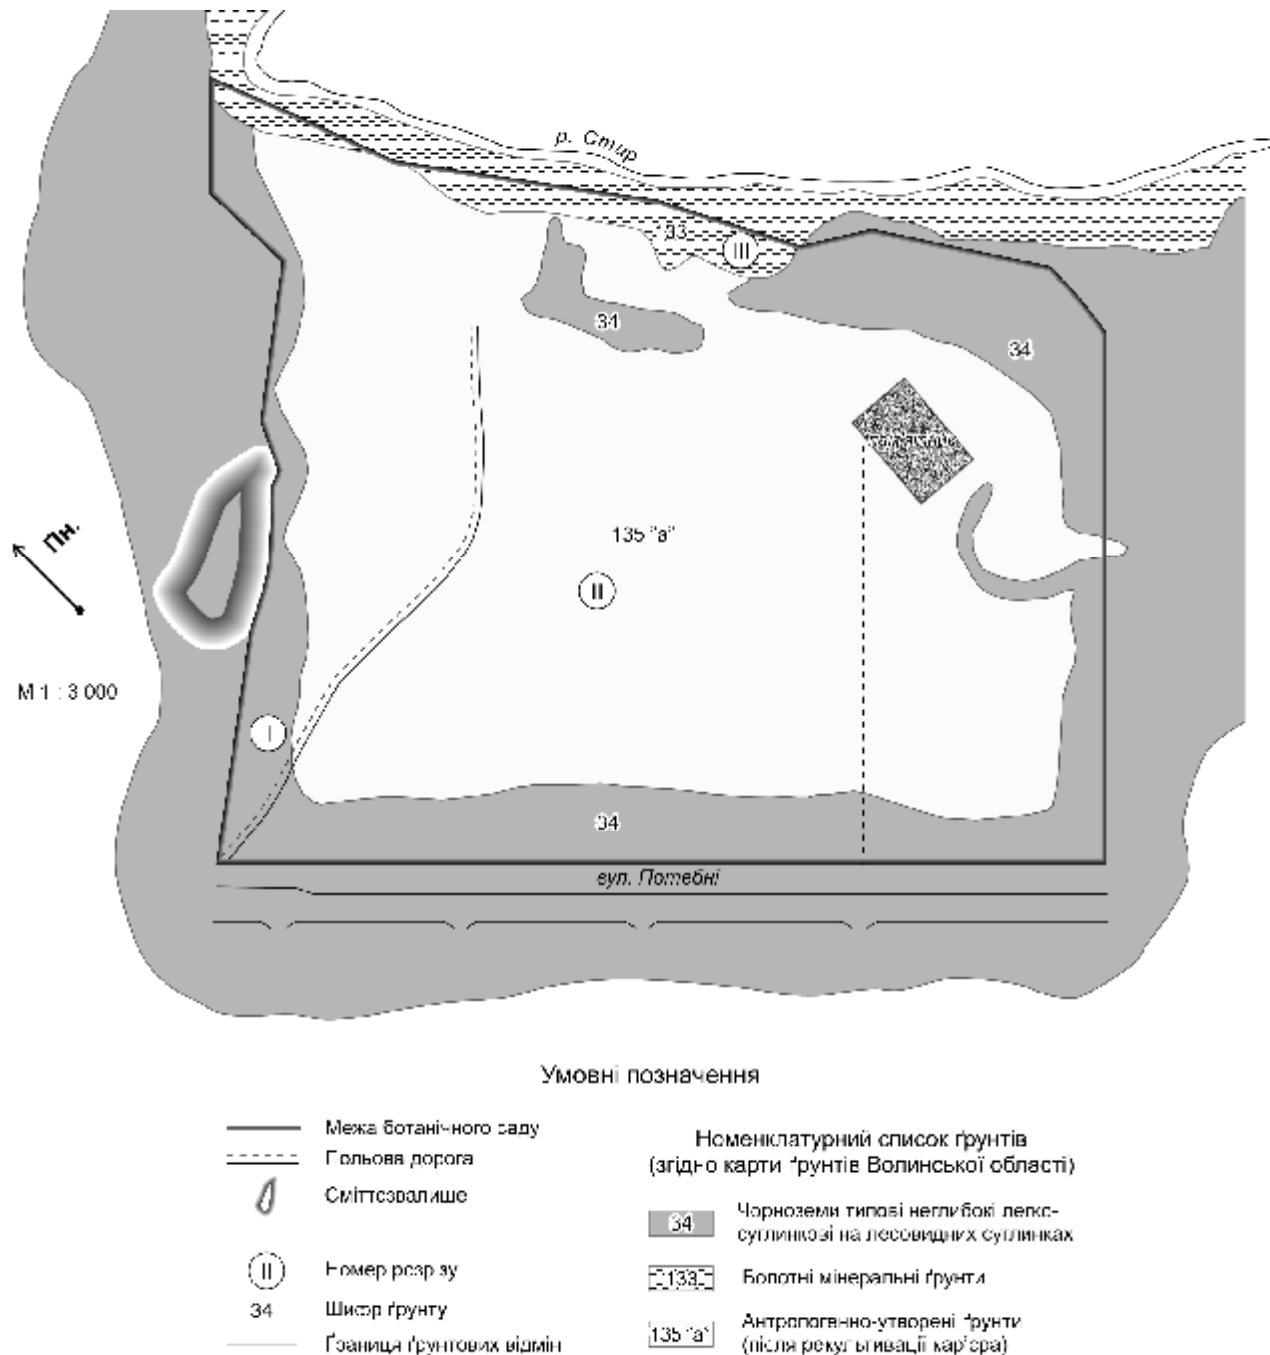 р. Стир
33
III
34
34
135 "а"
II
Пн.
М 1 : 3 000
I
34
вул. Потебні
Умовні позначення
Межа ботанічного саду
Польова дорога
Сміттєзвалише
II Номер розрізу
34 Шифр ґрунту
Границя ґрунтових відмін
Номенклатурний список ґрунтів
(згідно карти ґрунтів Волинської області)
34 Чорноземи типові неглибокі легко-
суглинкові на лесовидних суглинках
133 Болотні мінеральні ґрунти
135 "а" Антропогенно-утворені ґрунти
(після рекультивації кар'єра)